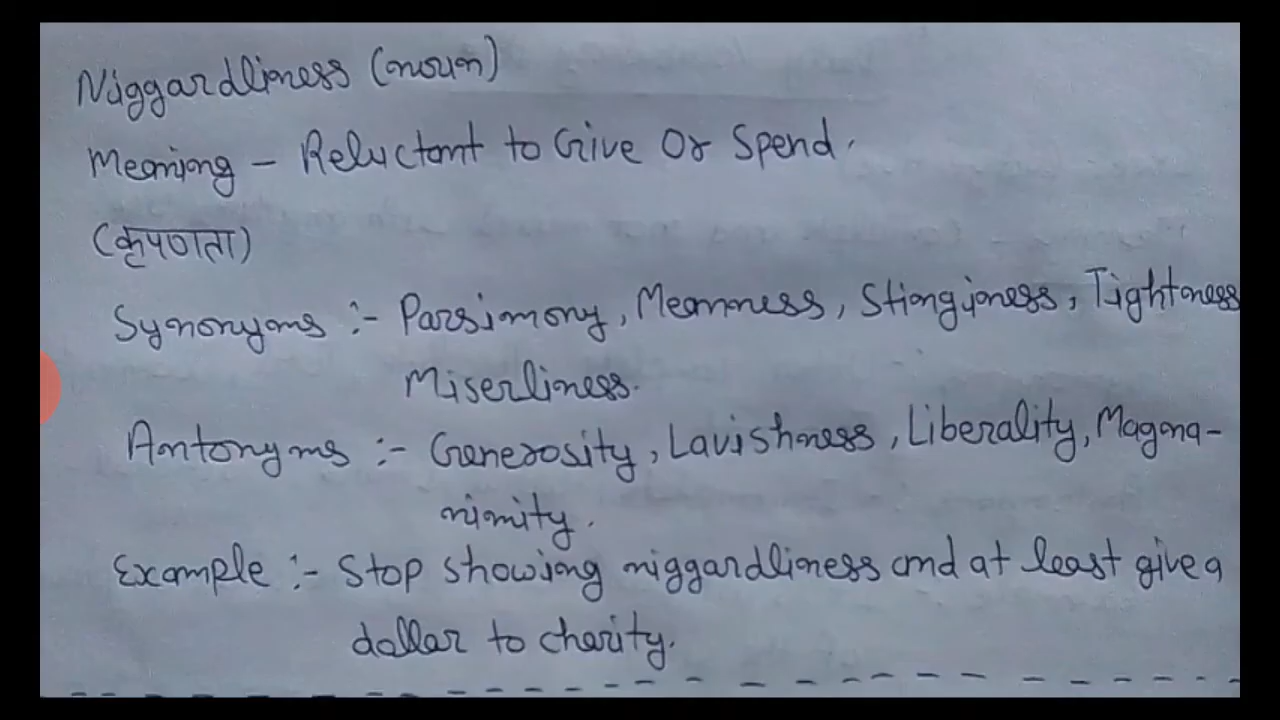 Niggardliness (noun)
Meaning - Reluctant to Give Or Spend.
(कृपणता)
Synonyms :- Parsimony, Meanness, Stinginess, Tightness
Miserliness.
Antonyms :- Generosity, Lavishness, Liberality, Magna-
nimity.
Example :- Stop showing niggardliness and at least give a
dollar to charity.